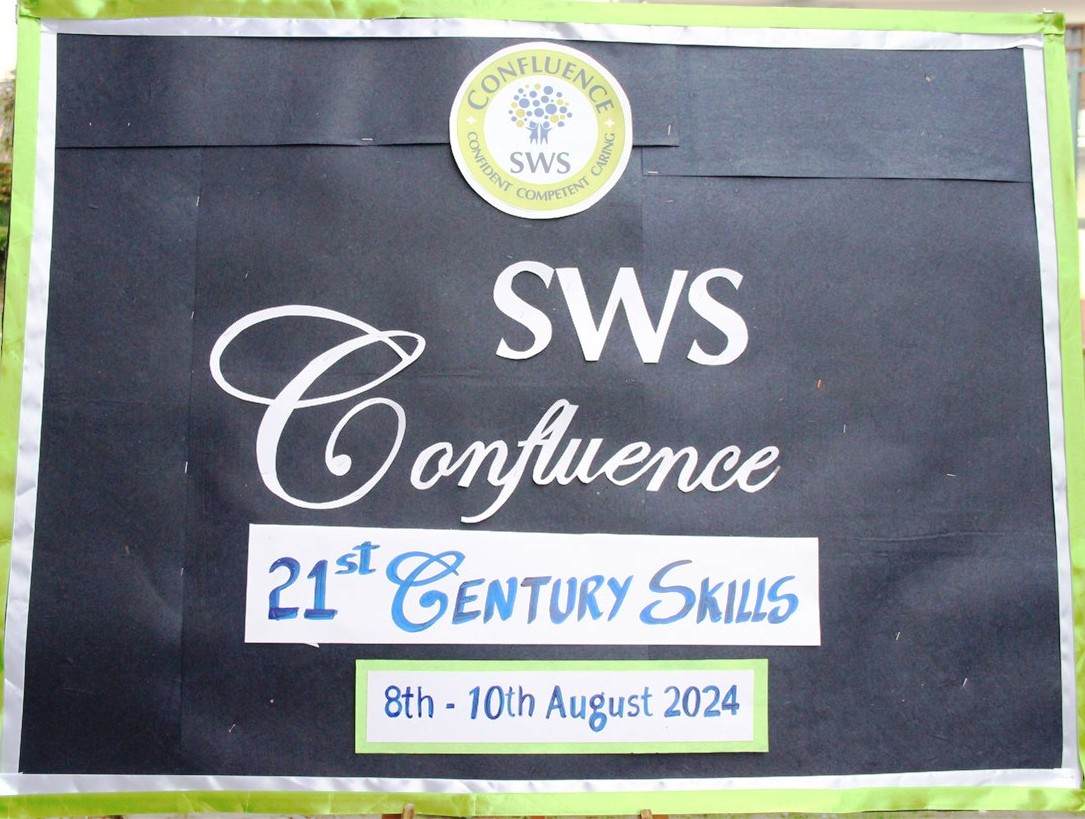 CONFLUENCE
SWS
CONFIDENT COMPETENT CARING
SWS
Confluence
21st CENTURY SKILLS
8th - 10th August 2024